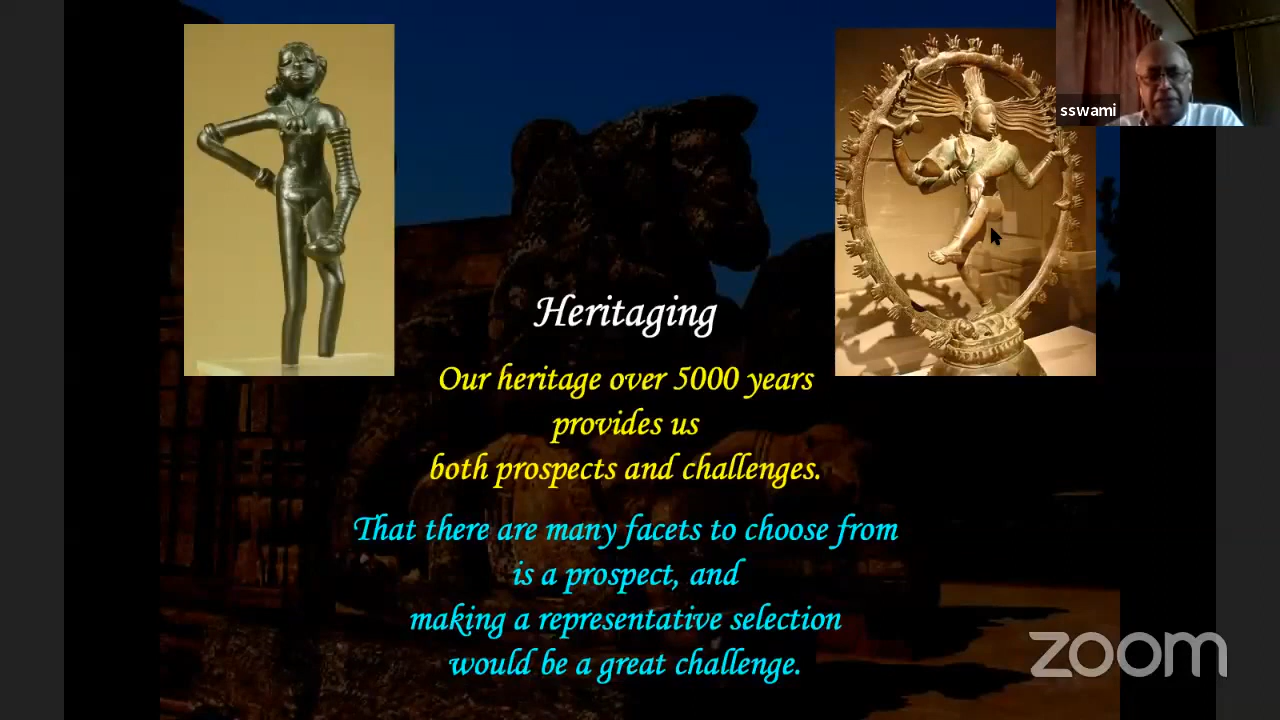 sswami
Heritaging
Our heritage over 5000 years
provides us
both prospects and challenges.
That there are many facets to choose from
is a prospect, and
making a representative selection
would be a great challenge.
zoom